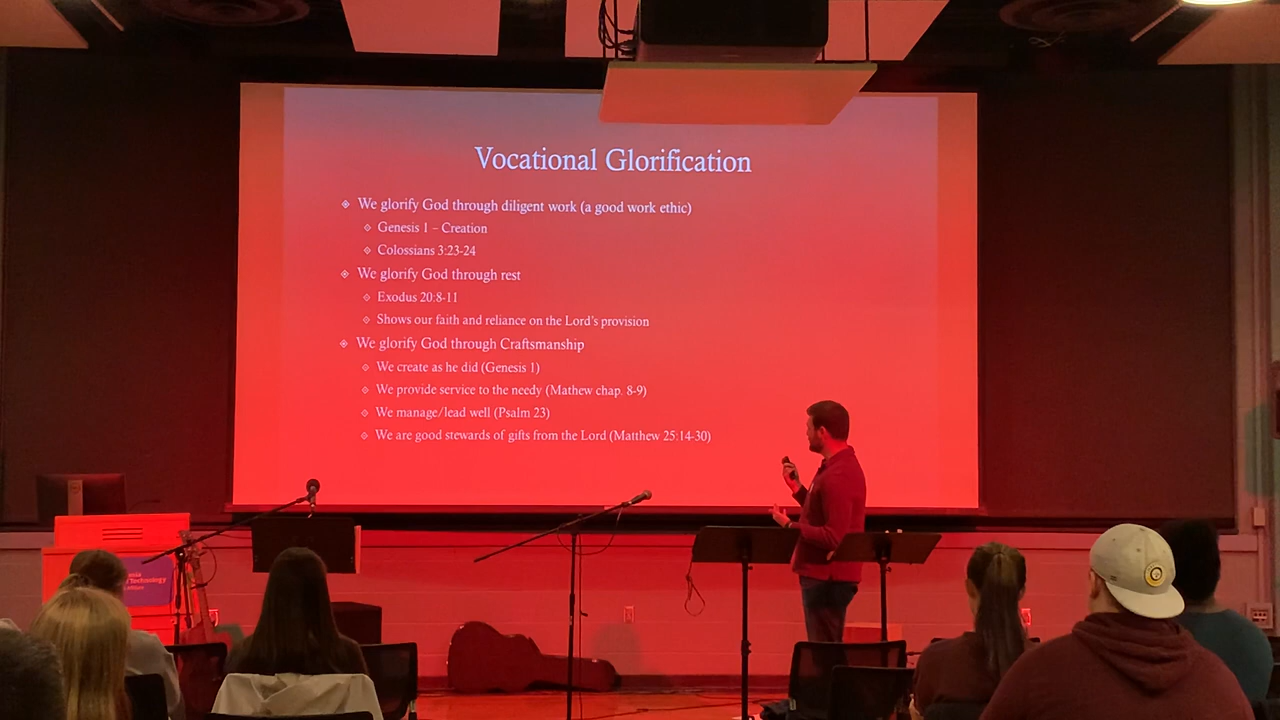 Vocational Glorification
We glorify God through diligent work (a good work ethic)
Genesis 1 – Creation
Colossians 3:23-24
We glorify God through rest
Exodus 20:8-11
Shows our faith and reliance on the Lord's provision
We glorify God through Craftsmanship
We create as he did (Genesis 1)
We provide service to the needy (Mathew chap. 8-9)
We manage/lead well (Psalm 23)
We are good stewards of gifts from the Lord (Matthew 25:14-30)
Technology